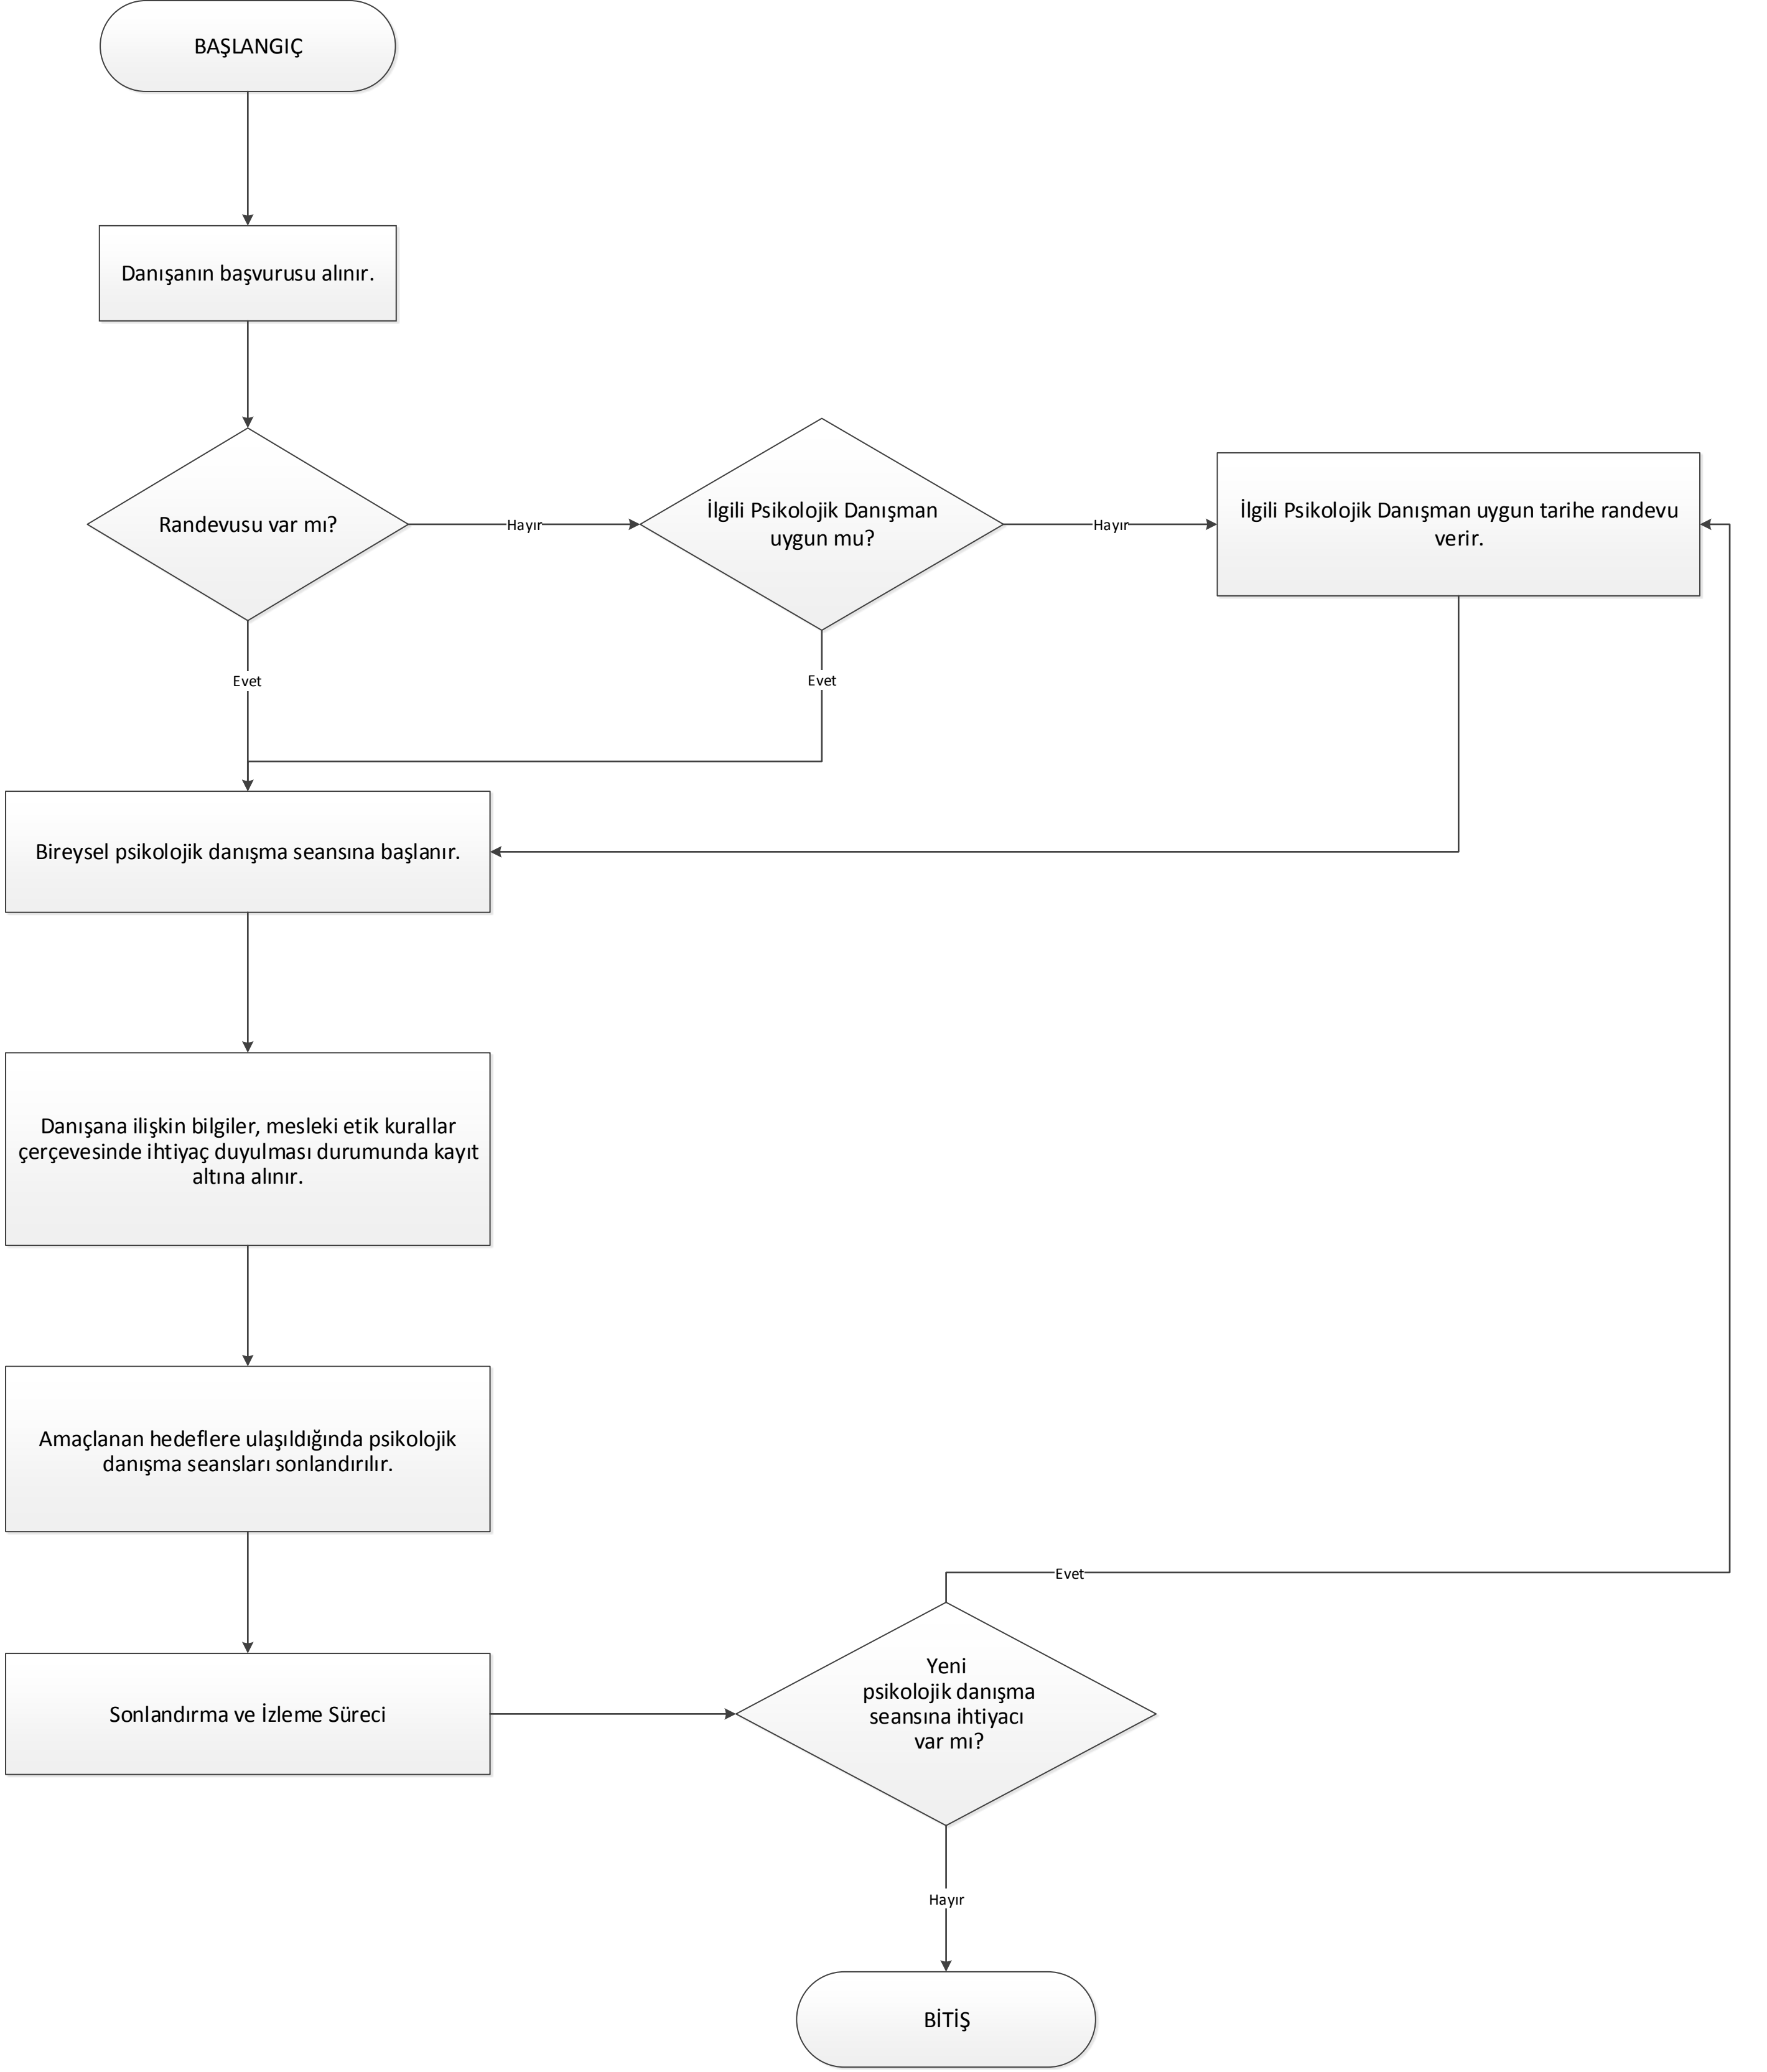 BAŞLANGIÇ
Danışanın başvurusu alınır.
Randevusu var mı?
Hayır
İlgili Psikolojik Danışman
uygun mu?
Hayır
İlgili Psikolojik Danışman uygun tarihe randevu
verir.
Evet
Evet
Bireysel psikolojik danışma seansına başlanır.
Danışana ilişkin bilgiler, mesleki etik kurallar
çerçevesinde ihtiyaç duyulması durumunda kayıt
altına alınır.
Amaçlanan hedeflere ulaşıldığında psikolojik
danışma seansları sonlandırılır.
Evet
Sonlandırma ve İzleme Süreci
Yeni
psikolojik danışma
seansına ihtiyacı
var mı?
Hayır
BİTİŞ